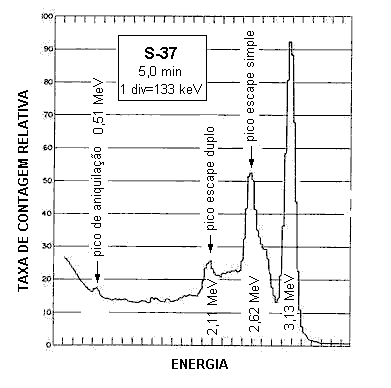 S-37
5,0 min
1 div=133 keV
TAXA DE CONTAGEM RELATIVA
100
90
80
70
60
50
40
30
20
10
0
pico de aniquilação 0,51 MeV
pico escape duplo
2,11 MeV
pico escape simple
2,62 MeV
3,13 MeV
ENERGIA